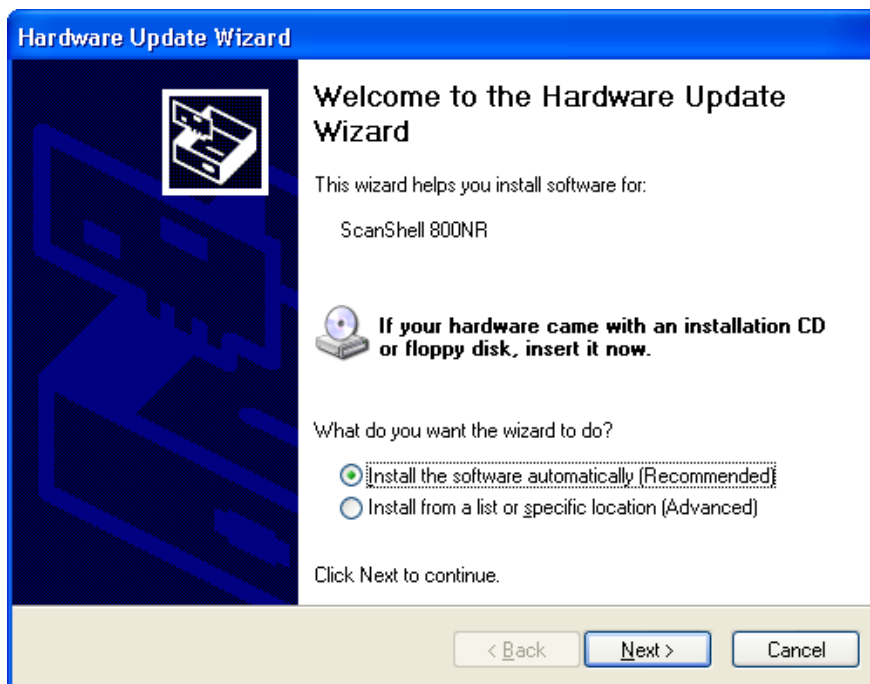 Hardware Update Wizard
Welcome to the Hardware Update
Wizard
This wizard helps you install software for:
ScanShell 800NR
If your hardware came with an installation CD
or floppy disk, insert it now.
What do you want the wizard to do?
Install the software automatically (Recommended)
Install from a list or specific location (Advanced)
Click Next to continue.
< Back
Next >
Cancel